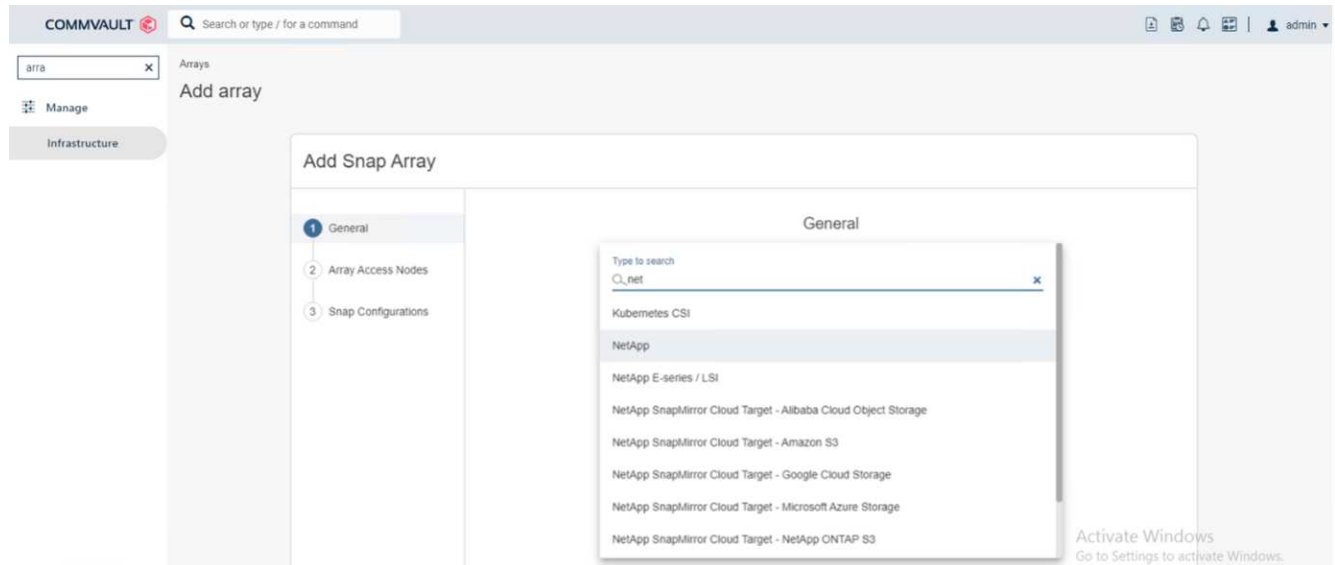 COMMVAULT
Search or type / for a command
admin
arra
Arrays
Manage
Add array
Infrastructure
Add Snap Array
1 General
2 Array Access Nodes
3 Snap Configurations
General
Type to search
net
Kubernetes CSI
NetApp
NetApp E-series / LSI
NetApp SnapMirror Cloud Target - Alibaba Cloud Object Storage
NetApp SnapMirror Cloud Target - Amazon S3
NetApp SnapMirror Cloud Target - Google Cloud Storage
NetApp SnapMirror Cloud Target - Microsoft Azure Storage
NetApp SnapMirror Cloud Target - NetApp ONTAP S3
Activate Windows
Go to Settings to activate Windows.